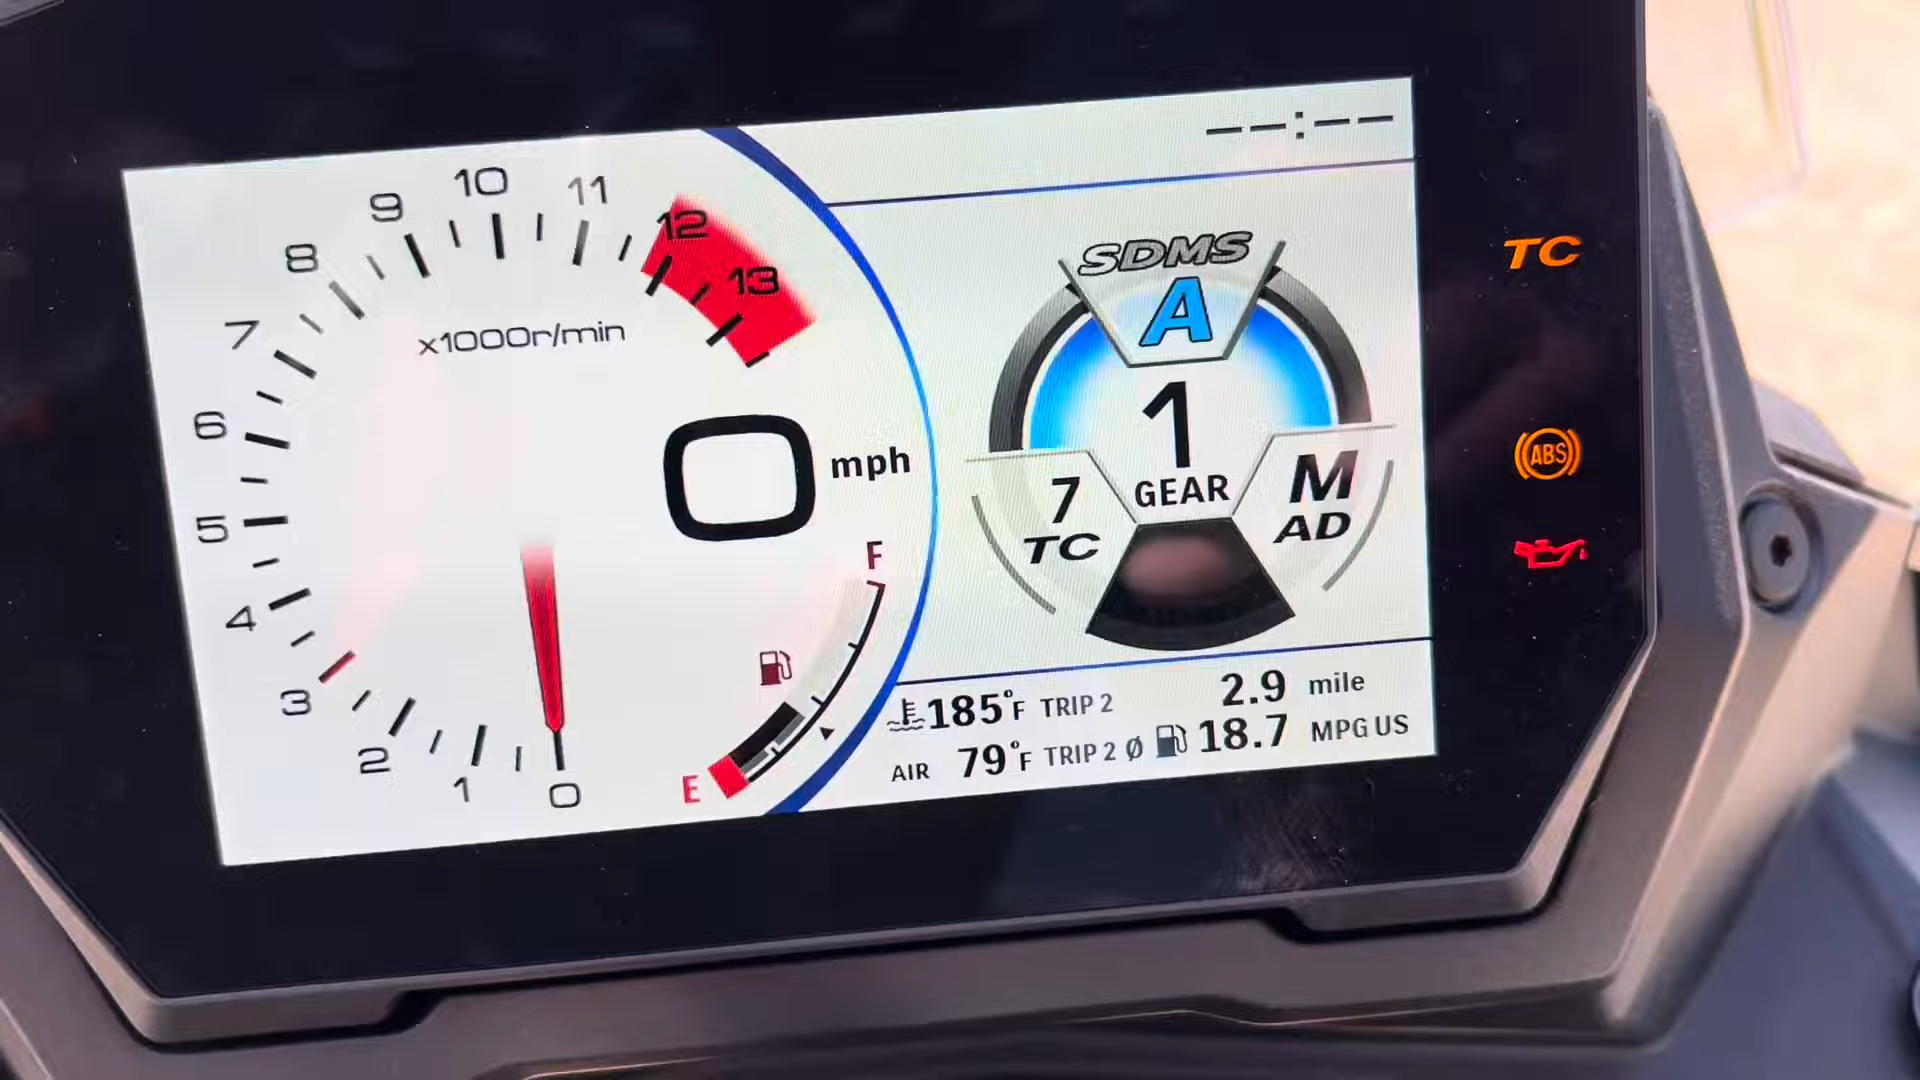 --:--
10
9
11
8
12
13
7
x1000r/min
6
5
4
3
2
1
0
0 mph
F
E
SDMS
A
1
GEAR
7
TC
M
AD
185°F TRIP 2 2.9 mile
AIR 79°F TRIP 2 Ø 18.7 MPG US
TC
ABS